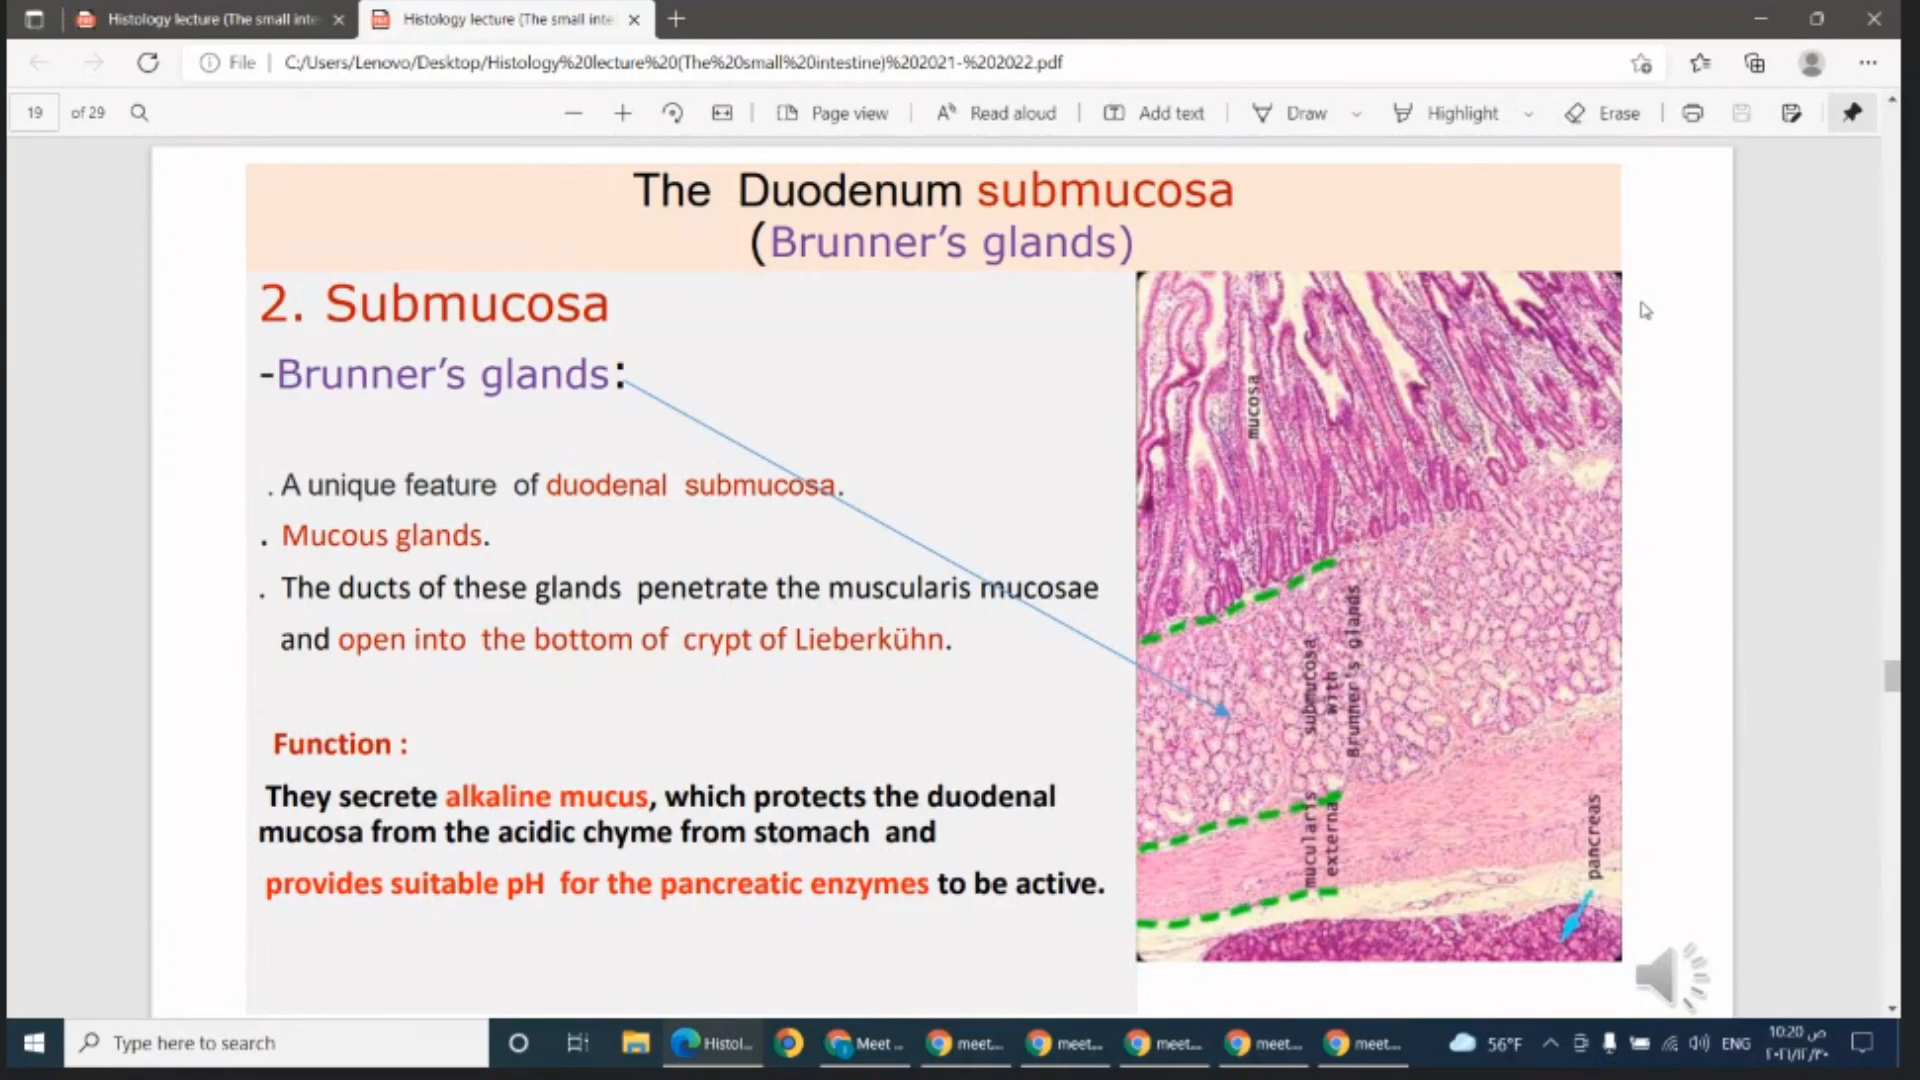 Histology lecture (The small inte
Histology lecture (The small inte
File
C:/Users/Lenovo/Desktop/Histology%20lecture%20(The%20small%20intestine)%202021-%202022.pdf
19 of 29
Page view
Read aloud
Add text
Draw
Highlight
Erase
The Duodenum submucosa
(Brunner’s glands)
2. Submucosa
-Brunner’s glands:
. A unique feature of duodenal submucosa.
. Mucous glands.
. The ducts of these glands penetrate the muscularis mucosae
and open into the bottom of crypt of Lieberkühn.
Function :
They secrete alkaline mucus, which protects the duodenal
mucosa from the acidic chyme from stomach and
provides suitable pH for the pancreatic enzymes to be active.
mucosa
submucosa
with
Brunner's glands
mucularis
externa
pancreas
Type here to search
Histol...
Meet ...
meet...
meet...
meet...
meet...
meet...
56°F
ENG
10:20 ص